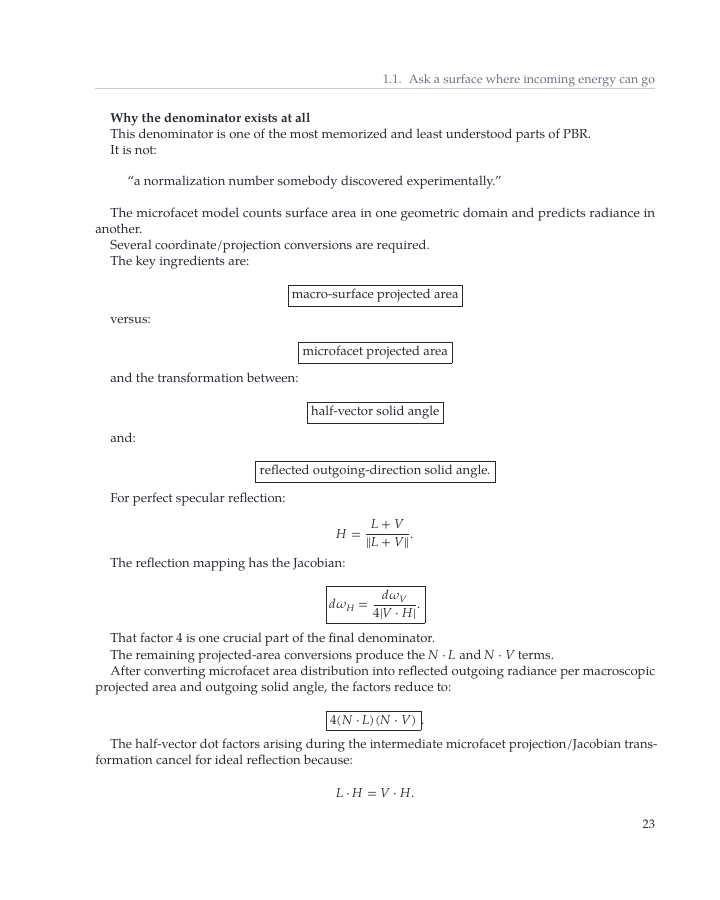 1.1. Ask a surface where incoming energy can go
Why the denominator exists at all
This denominator is one of the most memorized and least understood parts of PBR.
It is not:
“a normalization number somebody discovered experimentally.”
The microfacet model counts surface area in one geometric domain and predicts radiance in
another.
Several coordinate/projection conversions are required.
The key ingredients are:
macro-surface projected area
versus:
microfacet projected area
and the transformation between:
half-vector solid angle
and:
reflected outgoing-direction solid angle.
For perfect specular reflection:
H = \frac{L + V}{\|L + V\|}.
The reflection mapping has the Jacobian:
dω_H = \frac{dω_V}{4|V · H|}.
That factor 4 is one crucial part of the final denominator.
The remaining projected-area conversions produce the N · L and N · V terms.
After converting microfacet area distribution into reflected outgoing radiance per macroscopic
projected area and outgoing solid angle, the factors reduce to:
4(N · L)(N · V).
The half-vector dot factors arising during the intermediate microfacet projection/Jacobian trans-
formation cancel for ideal reflection because:
L · H = V · H.
23